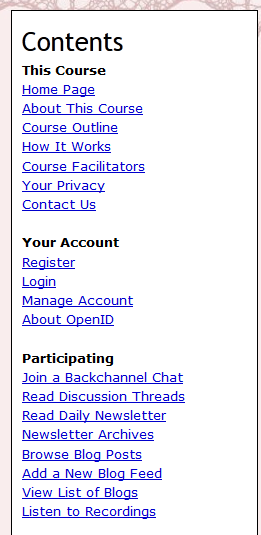 Contents
This Course
Home Page
About This Course
Course Outline
How It Works
Course Facilitators
Your Privacy
Contact Us
Your Account
Register
Login
Manage Account
About OpenID
Participating
Join a Backchannel Chat
Read Discussion Threads
Read Daily Newsletter
Newsletter Archives
Browse Blog Posts
Add a New Blog Feed
View List of Blogs
Listen to Recordings